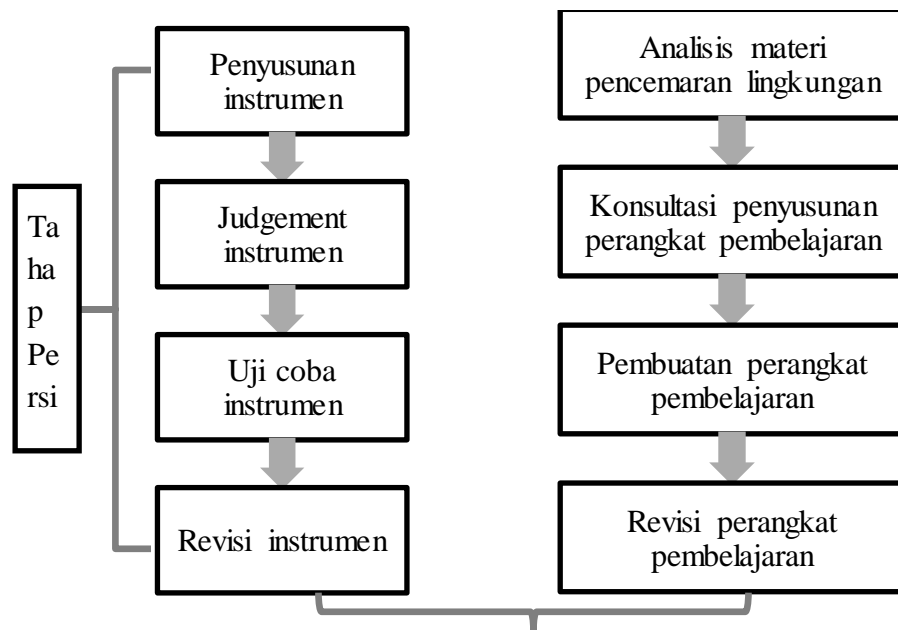 Ta
ha
p
Pe
rsi
Penyusunan
instrumen
Judgement
instrumen
Uji coba
instrumen
Revisi instrumen
Analisis materi
pencemaran lingkungan
Konsultasi penyusunan
perangkat pembelajaran
Pembuatan perangkat
pembelajaran
Revisi perangkat
pembelajaran